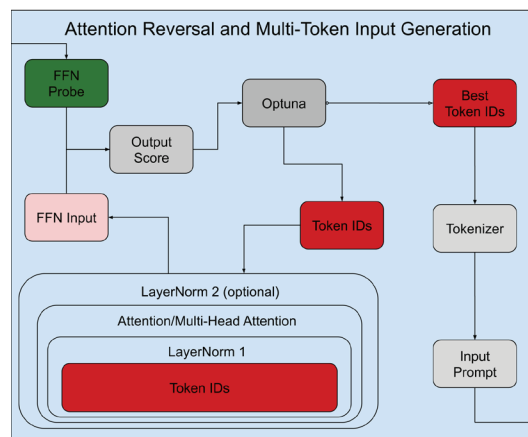 Attention Reversal and Multi-Token Input Generation
FFN
Probe
Optuna
Best
Token IDs
Output
Score
FFN Input
Token IDs
Tokenizer
LayerNorm 2 (optional)
Attention/Multi-Head Attention
LayerNorm 1
Token IDs
Input
Prompt